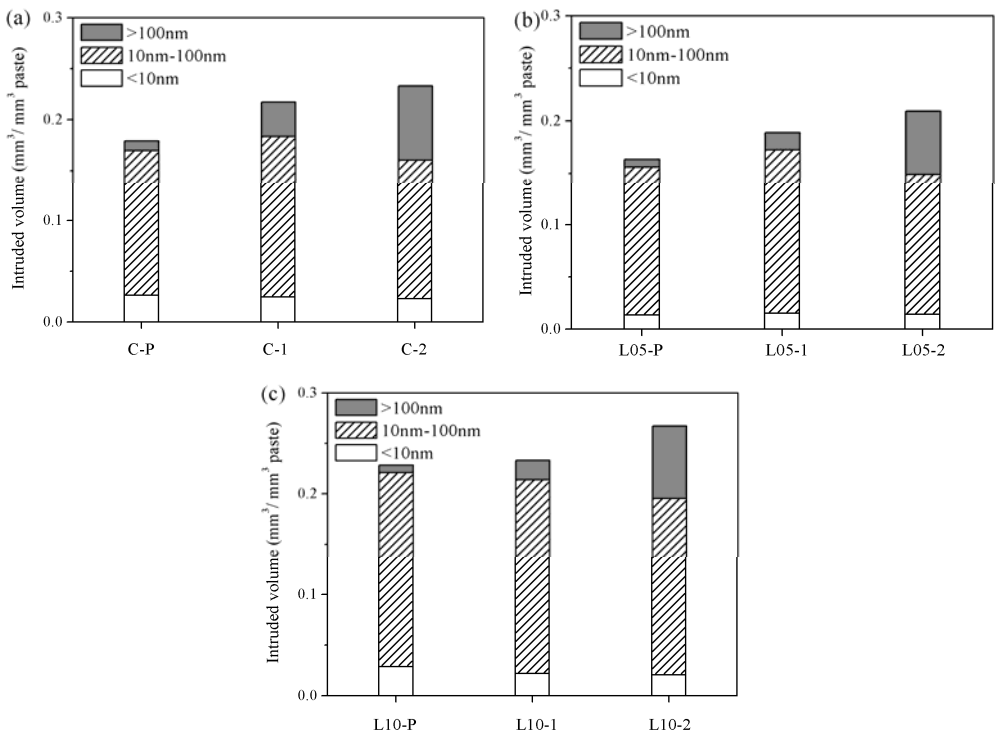 (a)
>100nm
10nm-100nm
<10nm
Intruded volume (mm³/ mm³ paste)
0.3
0.2
0.1
0.0
C-P C-1 C-2
(b)
>100nm
10nm-100nm
<10nm
Intruded volume (mm³/ mm³ paste)
0.3
0.2
0.1
0.0
L05-P L05-1 L05-2
(c)
>100nm
10nm-100nm
<10nm
Intruded volume (mm³/ mm³ paste)
0.3
0.2
0.1
0.0
L10-P L10-1 L10-2